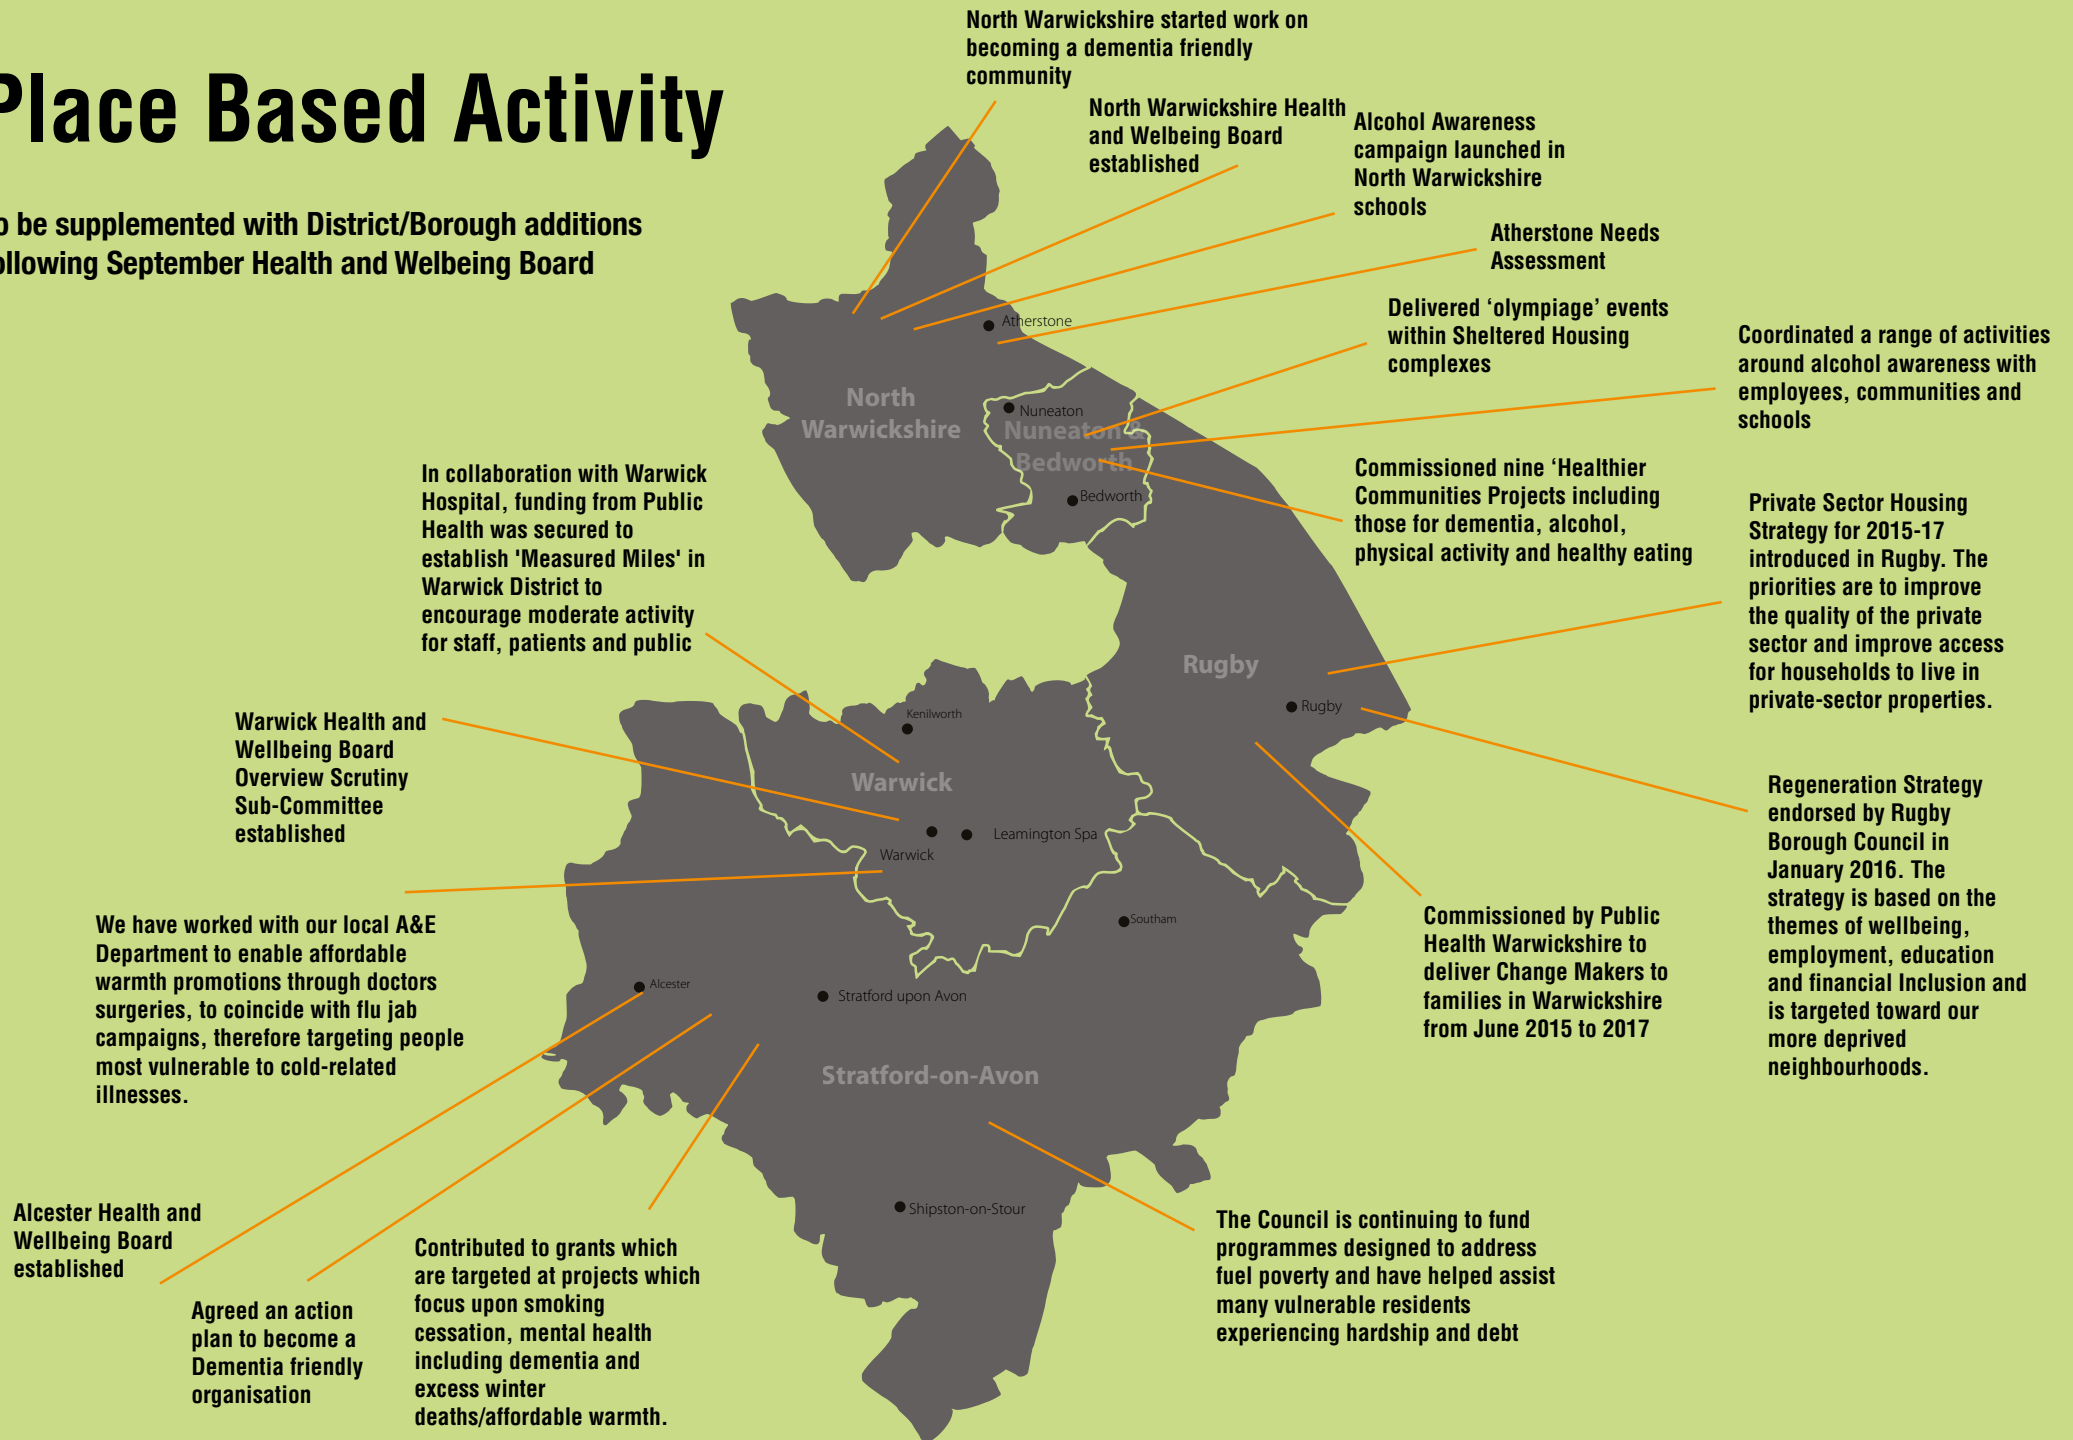 Place Based Activity
o be supplemented with District/Borough additions
ollowing September Health and Welbeing Board
North Warwickshire started work on
becoming a dementia friendly
community
North Warwickshire Health
and Welbeing Board
established
Alcohol Awareness
campaign launched in
North Warwickshire
schools
Atherstone Needs
Assessment
Delivered ‘olympiage’ events
within Sheltered Housing
complexes
Coordinated a range of activities
around alcohol awareness with
employees, communities and
schools
Commissioned nine ‘Healthier
Communities Projects including
those for dementia, alcohol,
physical activity and healthy eating
Private Sector Housing
Strategy for 2015-17
introduced in Rugby. The
priorities are to improve
the quality of the private
sector and improve access
for households to live in
private-sector properties.
Regeneration Strategy
endorsed by Rugby
Borough Council in
January 2016. The
strategy is based on the
themes of wellbeing,
employment, education
and financial Inclusion and
is targeted toward our
more deprived
neighbourhoods.
Commissioned by Public
Health Warwickshire to
deliver Change Makers to
families in Warwickshire
from June 2015 to 2017
The Council is continuing to fund
programmes designed to address
fuel poverty and have helped assist
many vulnerable residents
experiencing hardship and debt
In collaboration with Warwick
Hospital, funding from Public
Health was secured to
establish 'Measured Miles' in
Warwick District to
encourage moderate activity
for staff, patients and public
Warwick Health and
Wellbeing Board
Overview Scrutiny
Sub-Committee
established
We have worked with our local A&E
Department to enable affordable
warmth promotions through doctors
surgeries, to coincide with flu jab
campaigns, therefore targeting people
most vulnerable to cold-related
illnesses.
Alcester Health and
Wellbeing Board
established
Agreed an action
plan to become a
Dementia friendly
organisation
Contributed to grants which
are targeted at projects which
focus upon smoking
cessation, mental health
including dementia and
excess winter
deaths/affordable warmth.
Atherstone
North
Warwickshire
Nuneaton
Nuneaton &
Bedworth
Bedworth
Rugby
Rugby
Kenilworth
Warwick
Leamington Spa
Warwick
Southam
Alcester
Stratford upon Avon
Stratford-on-Avon
Shipston-on-Stour